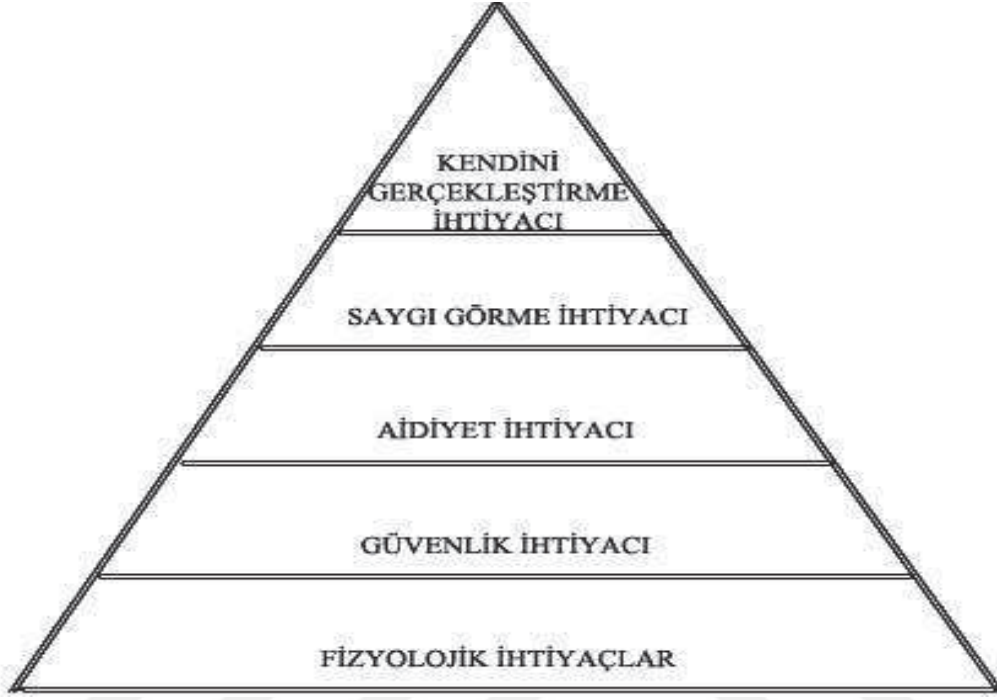 KENDİNİ
GERÇEKLEŞTİRME
İHTİYACI
SAYGI GÖRME İHTİYACI
AİDİYET İHTİYACI
GÜVENLİK İHTİYACI
FİZYOLOJİK İHTİYAÇLAR